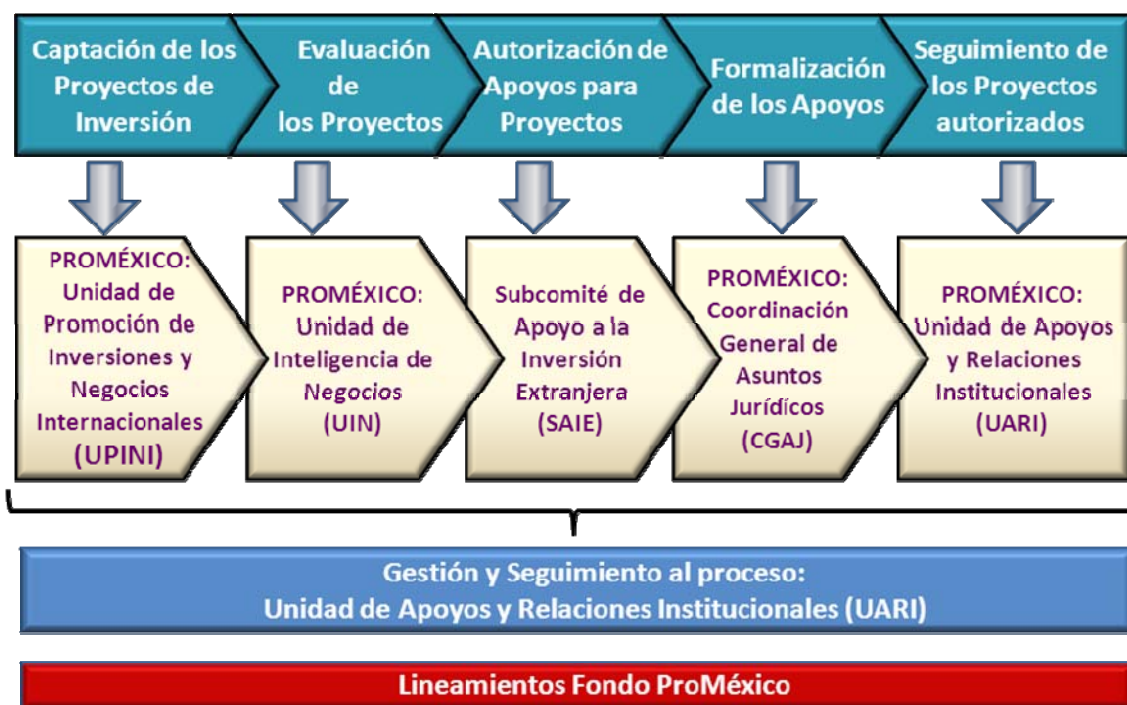 Captación de los
Proyectos de
Inversión
Evaluación
de
los Proyectos
Autorización de
Apoyos para
Proyectos
Formalización
de los Apoyos
Seguimiento de
los Proyectos
autorizados
PROMÉXICO:
Unidad de
Promoción de
Inversiones y
Negocios
Internacionales
(UPINI)
PROMÉXICO:
Unidad de
Inteligencia de
Negocios
(UIN)
Subcomité de
Apoyo a la
Inversión
Extranjera
(SAIE)
PROMÉXICO:
Coordinación
General de
Asuntos
Jurídicos
(CGAJ)
PROMÉXICO:
Unidad de Apoyos
y Relaciones
Institucionales
(UARI)
Gestión y Seguimiento al proceso:
Unidad de Apoyos y Relaciones Institucionales (UARI)
Lineamientos Fondo ProMéxico